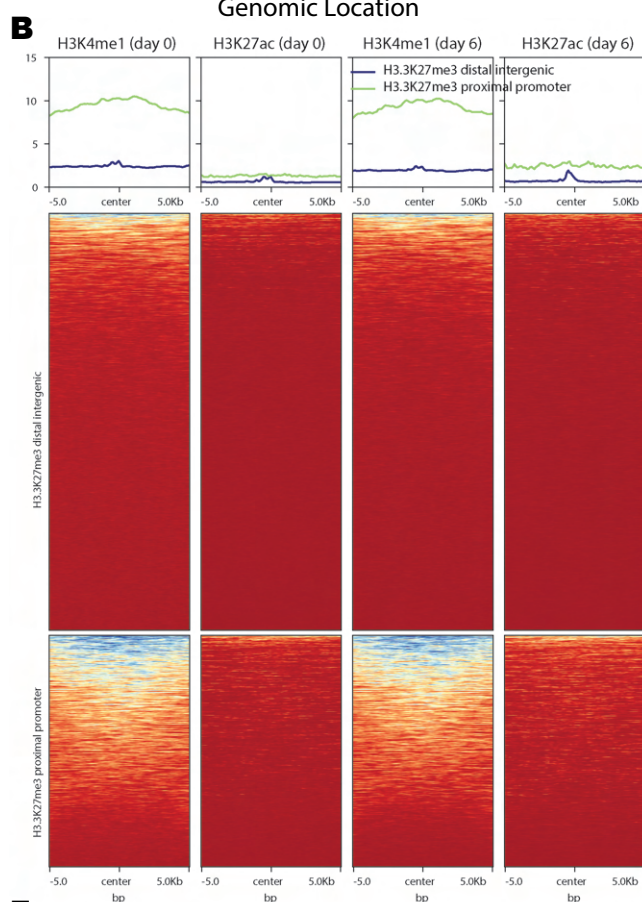 Genomic Location
B
H3K4me1 (day 0)
H3K27ac (day 0)
H3K4me1 (day 6)
H3K27ac (day 6)
15
10
5
0
H3.3K27me3 distal intergenic
H3.3K27me3 proximal promoter
-5.0 center 5.0Kb
-5.0 center 5.0Kb
-5.0 center 5.0Kb
-5.0 center 5.0Kb
H3.3K27me3 distal intergenic
H3.3K27me3 proximal promoter
-5.0 center 5.0Kb
-5.0 center 5.0Kb
-5.0 center 5.0Kb
-5.0 center 5.0Kb
bp
bp
bp
bp